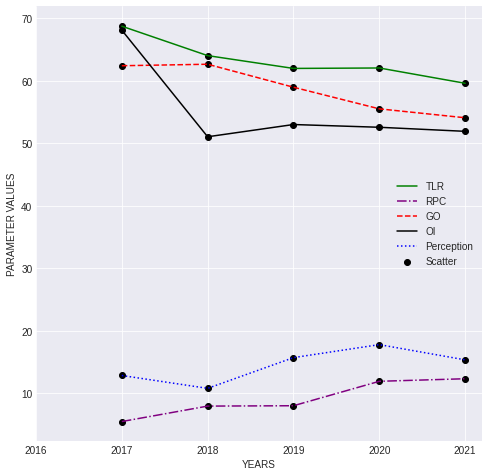 70
60
50
40
30
20
10
PARAMETER VALUES
TLR
RPC
GO
OI
Perception
Scatter
2016 2017 2018 2019 2020 2021
YEARS